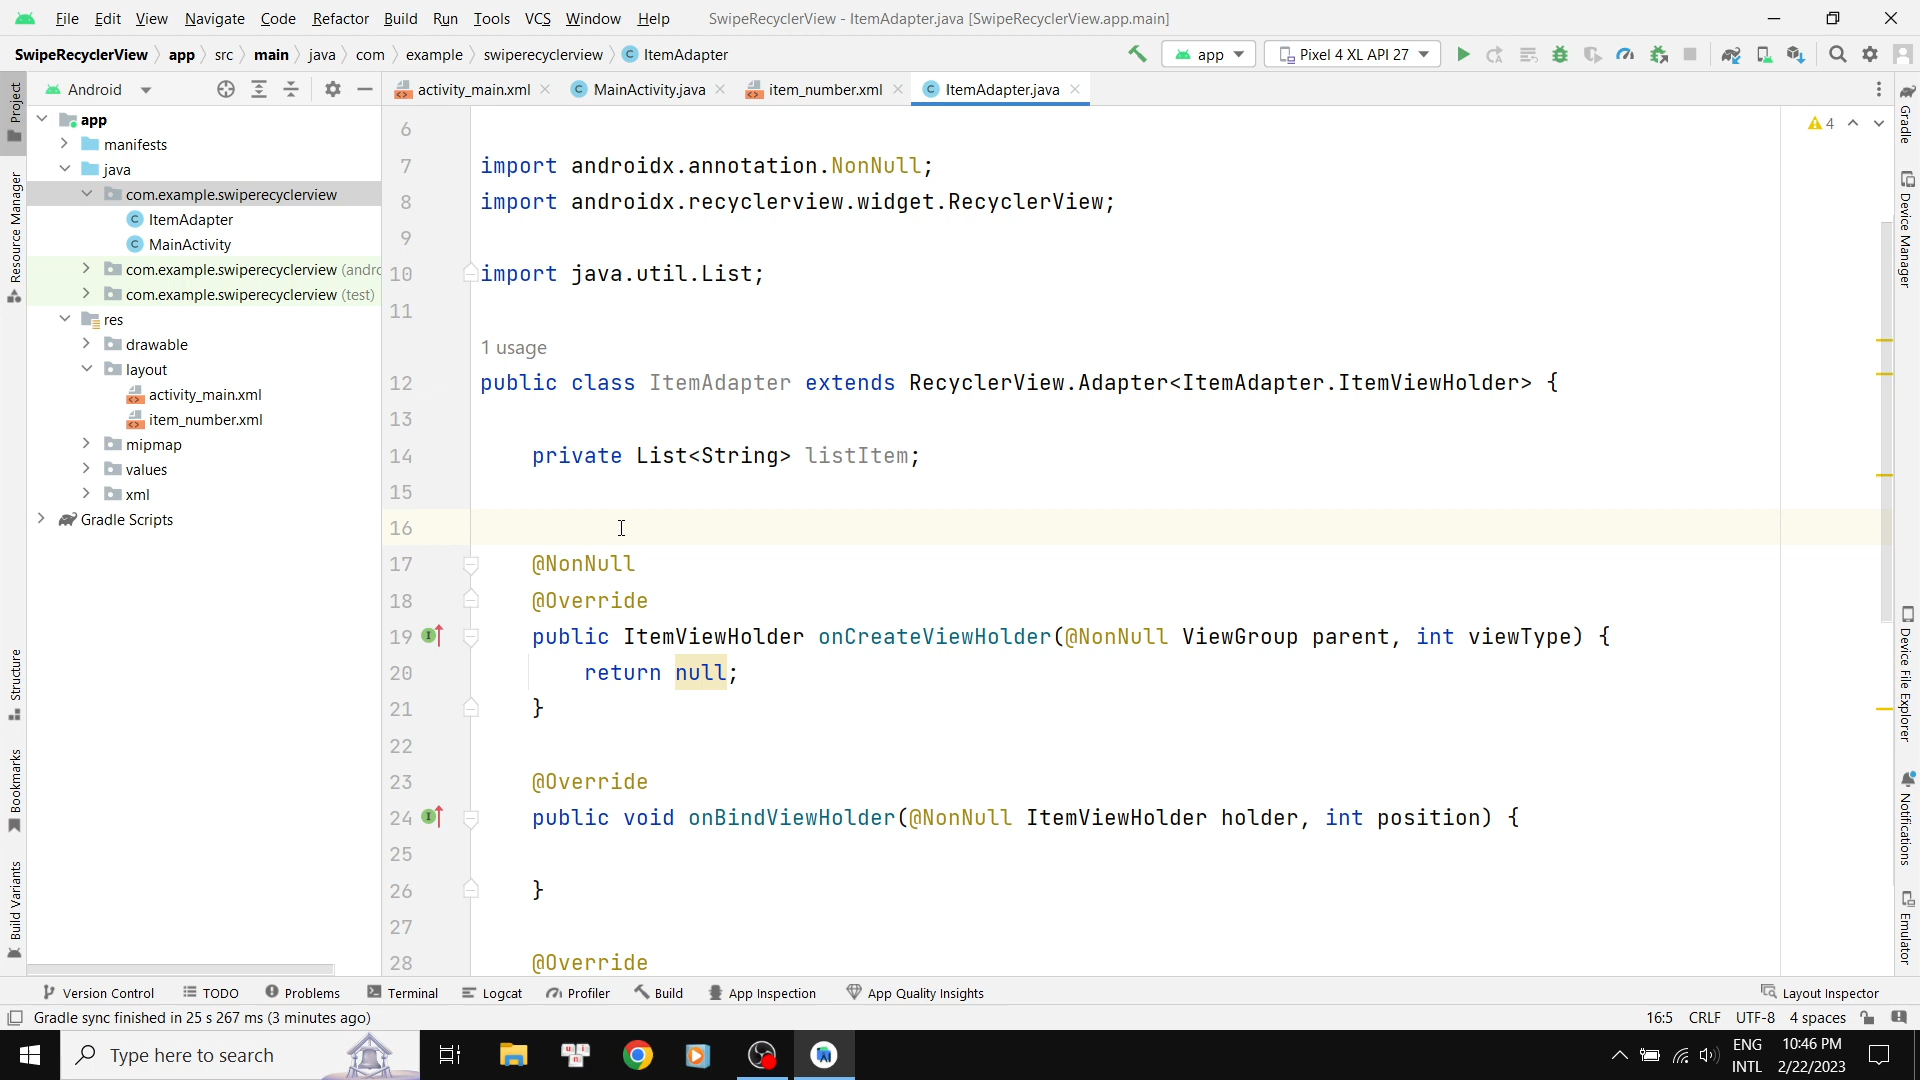 File Edit View Navigate Code Refactor Build Run Tools VCS Window Help SwipeRecyclerView - ItemAdapter.java [SwipeRecyclerView.app.main]
SwipeRecyclerView app src main java com example swiperecyclerview ItemAdapter app Pixel 4 XL API 27
Android activity_main.xml MainActivity.java item_number.xml ItemAdapter.java
Project
Resource Manager
Structure
Bookmarks
Build Variants
app
manifests
java
com.example.swiperecyclerview
ItemAdapter
MainActivity
com.example.swiperecyclerview (andro
com.example.swiperecyclerview (test)
res
drawable
layout
activity_main.xml
item_number.xml
mipmap
values
xml
Gradle Scripts
4
6
7 import androidx.annotation.NonNull;
8 import androidx.recyclerview.widget.RecyclerView;
9
10 import java.util.List;
11
1 usage
12 public class ItemAdapter extends RecyclerView.Adapter<ItemAdapter.ItemViewHolder> {
13
14 private List<String> listItem;
15
16
17 @NonNull
18 @Override
19 public ItemViewHolder onCreateViewHolder(@NonNull ViewGroup parent, int viewType) {
20 return null;
21 }
22
23 @Override
24 public void onBindViewHolder(@NonNull ItemViewHolder holder, int position) {
25
26 }
27
28 @Override
Gradle
Device Manager
Device File Explorer
Notifications
Emulator
Version Control TODO Problems Terminal Logcat Profiler Build App Inspection App Quality Insights Layout Inspector
Gradle sync finished in 25 s 267 ms (3 minutes ago) 16:5 CRLF UTF-8 4 spaces
Type here to search ENG 10:46 PM
INTL 2/22/2023